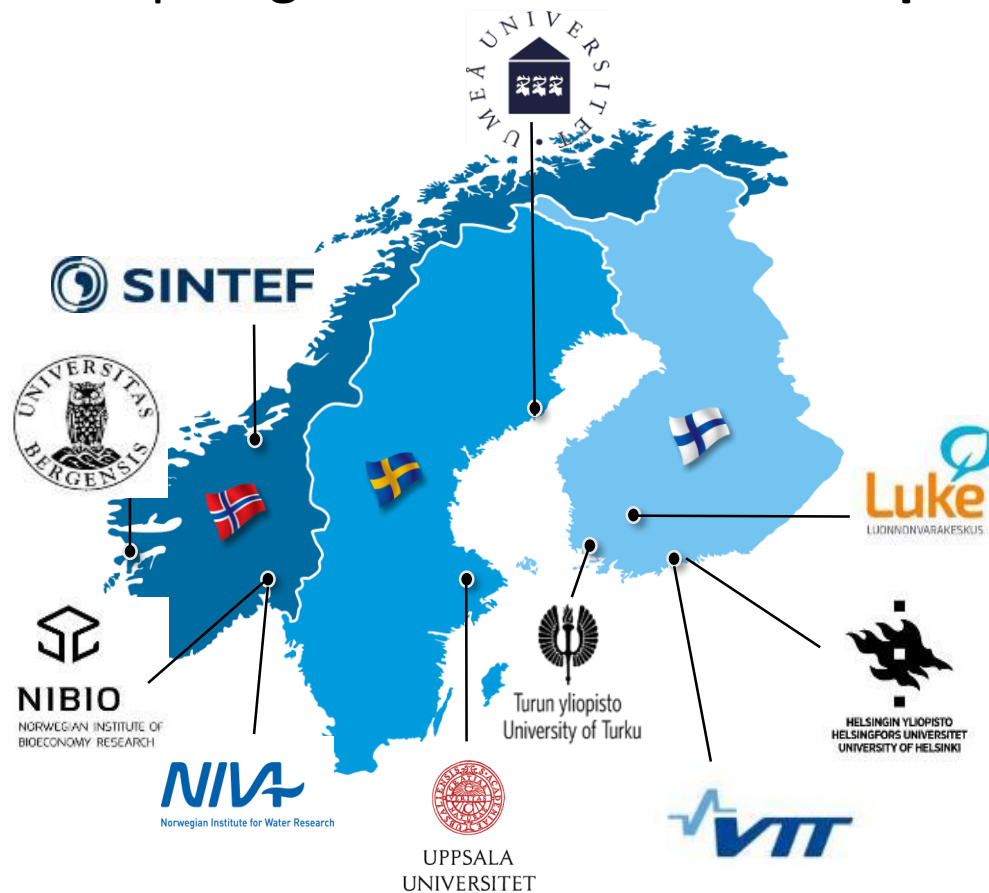 UMEÅ UNIVERSITET
SINTEF
UNIVERSITAS
BERGENSIS
Luke
LUONNONVARAKESKUS
NIBIO
NORWEGIAN INSTITUTE OF
BIOECONOMY RESEARCH
Turun yliopisto
University of Turku
HELSINGIN YLIOPISTO
HELSINGFORS UNIVERSITET
UNIVERSITY OF HELSINKI
NIVA
Norwegian Institute for Water Research
UPPSALA
UNIVERSITET
VTT